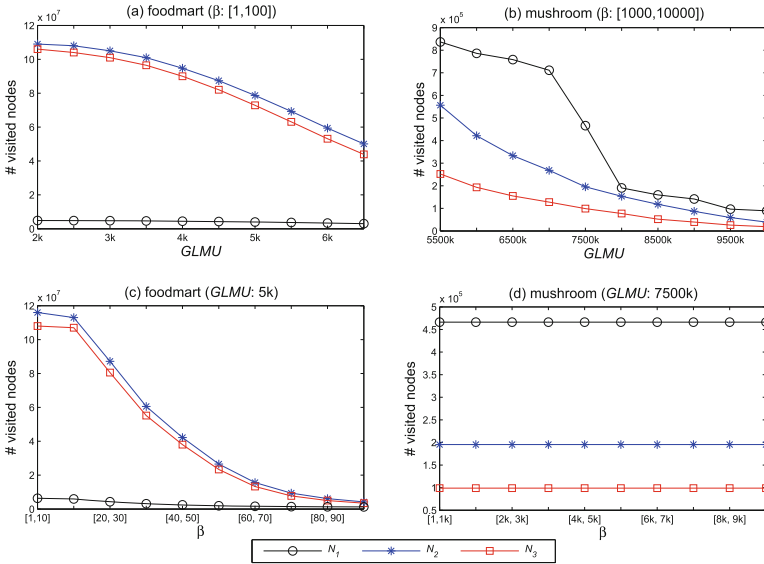 (a) foodmart (β: [1,100])
x 10^7
12
10
8
6
4
2
0
# visited nodes
2k 3k 4k 5k 6k
GLMU
(b) mushroom (β: [1000,10000])
x 10^5
9
8
7
6
5
4
3
2
1
0
# visited nodes
5500k 6500k 7500k 8500k 9500k
GLMU
(c) foodmart (GLMU: 5k)
x 10^7
12
10
8
6
4
2
0
# visited nodes
[1,10] [20, 30] [40, 50] [60, 70] [80, 90]
β
(d) mushroom (GLMU: 7500k)
x 10^5
5
4.5
4
3.5
3
2.5
2
1.5
1
0.5
# visited nodes
[1,1k] [2k, 3k] [4k, 5k] [6k, 7k] [8k, 9k]
β
N1 N2 N3